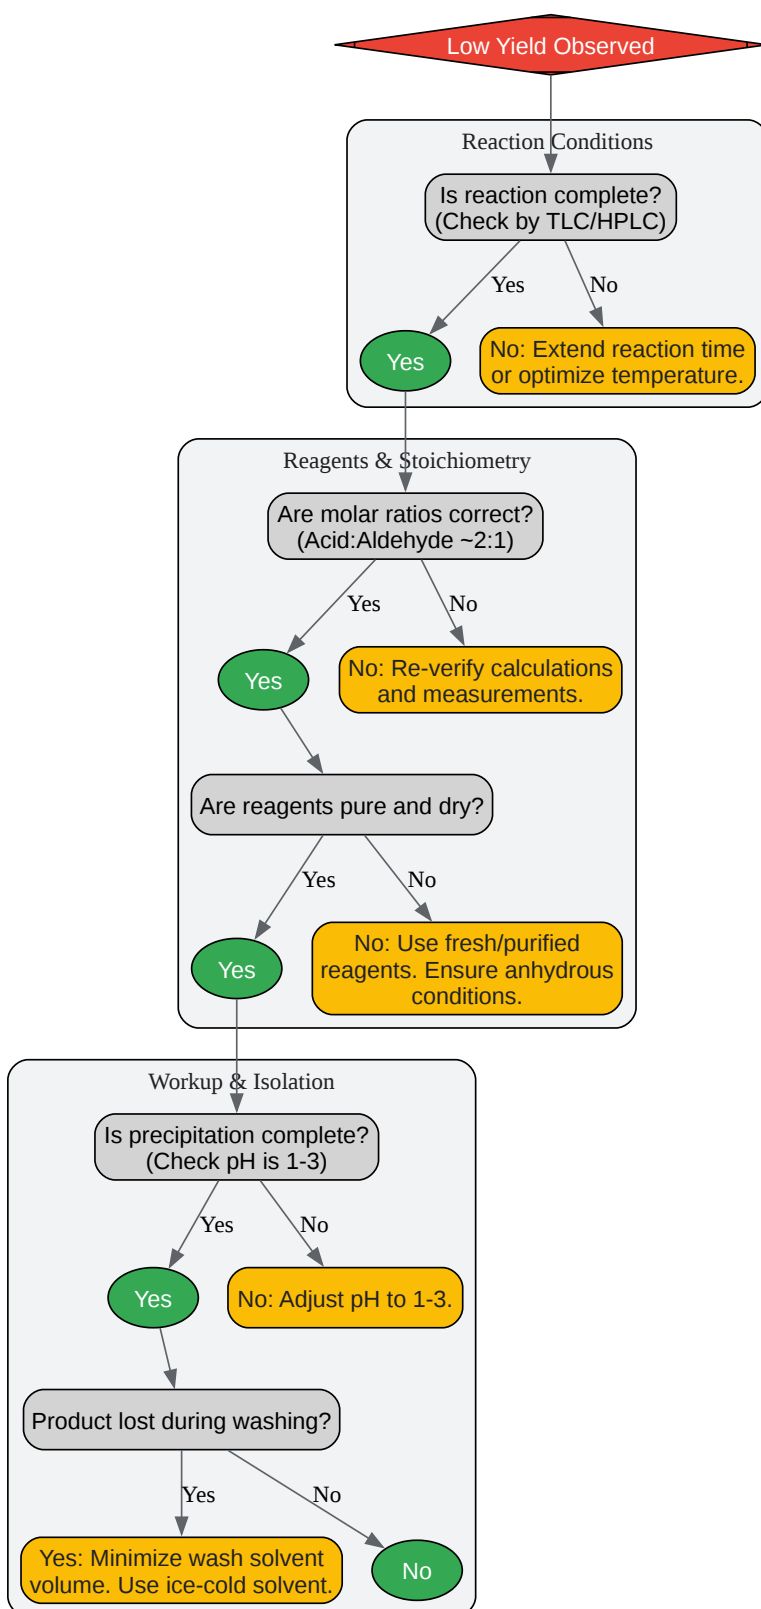 Low Yield Observed
Reaction Conditions
Is reaction complete?
(Check by TLC/HPLC)
Yes
No
Yes
No: Extend reaction time
or optimize temperature.
Reagents & Stoichiometry
Are molar ratios correct?
(Acid:Aldehyde ~2:1)
Yes
No
Yes
No: Re-verify calculations
and measurements.
Are reagents pure and dry?
Yes
No
Yes
No: Use fresh/purified
reagents. Ensure anhydrous
conditions.
Workup & Isolation
Is precipitation complete?
(Check pH is 1-3)
Yes
No
Yes
No: Adjust pH to 1-3.
Product lost during washing?
Yes
No
Yes: Minimize wash solvent
volume. Use ice-cold solvent.
No